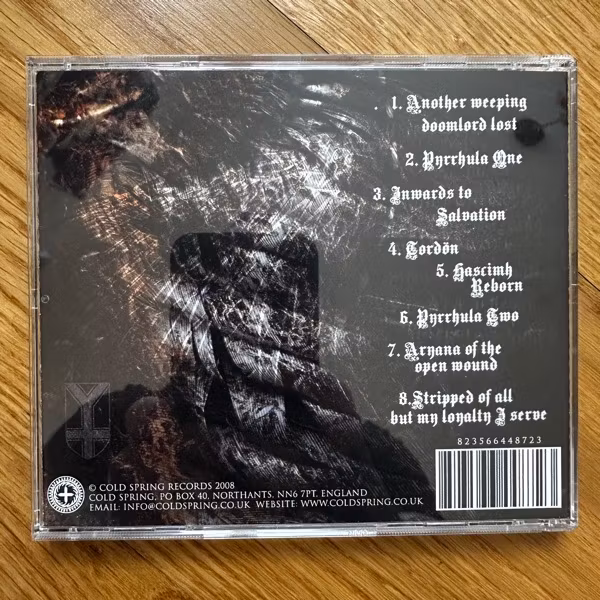 1. Another weeping
doomlord lost
2. Pyrrhula One
3. Inwards to
Salvation
4. Tordön
5. Hascimh
Reborn
6. Pyrrhula Two
7. Aryana of the
open wound
8.Stripped of all
but my loyalty I serve
823566448723
© COLD SPRING RECORDS 2008
COLD SPRING, PO BOX 40, NORTHANTS, NN6 7PT, ENGLAND
EMAIL: INFO@COLDSPRING.CO.UK WEBSITE: WWW.COLDSPRING.CO.UK